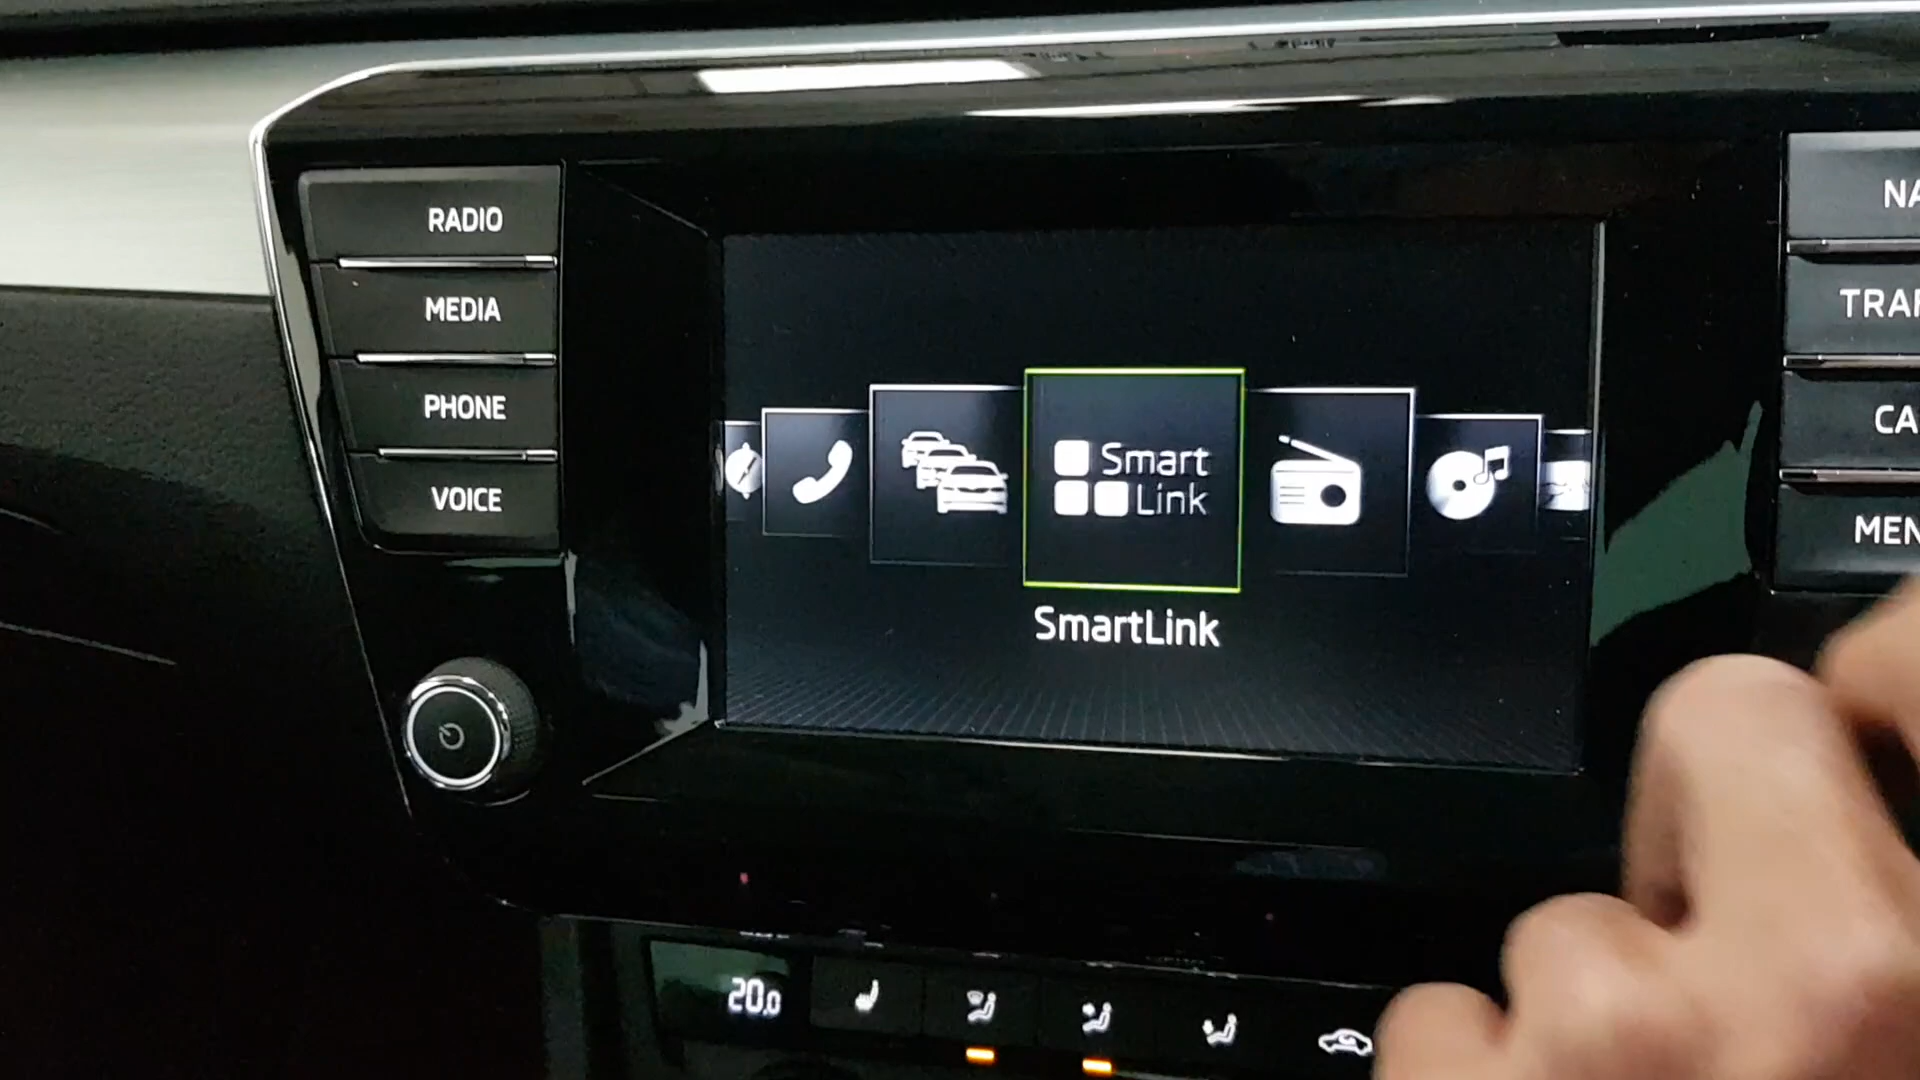 RADIO
MEDIA
PHONE
VOICE
Smart
Link
SmartLink
NA
TRAF
CA
MEN
20.0